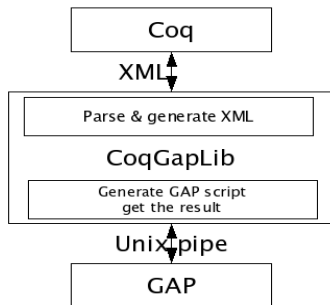 Coq
XML
Parse & generate XML
CoqGapLib
Generate GAP script
get the result
Unix pipe
GAP